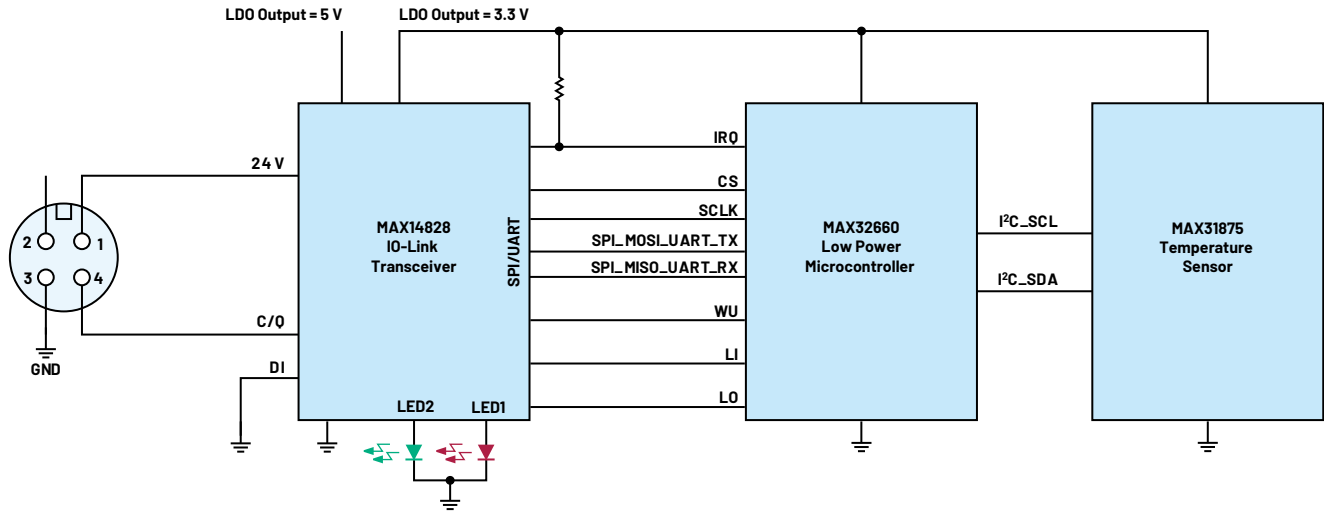 LDO Output = 5 V
LDO Output = 3.3 V
24 V
IRQ
CS
SCLK
SPI_MOSI_UART_TX
SPI_MISO_UART_RX
WU
LI
LO
SPI/UART
MAX14828
IO-Link
Transceiver
MAX32660
Low Power
Microcontroller
I²C_SCL
I²C_SDA
MAX31875
Temperature
Sensor
2
1
3
4
C/Q
GND
DI
LED2
LED1